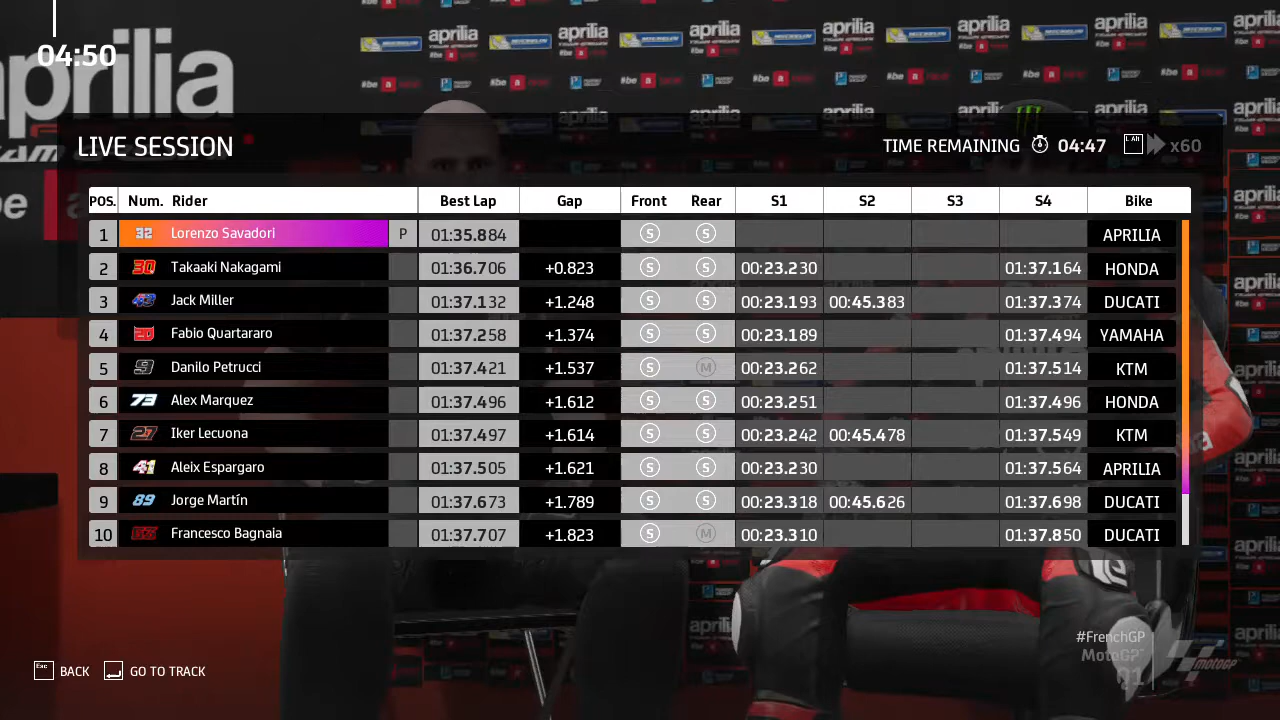 04:50
aprilia
LIVE SESSION
TIME REMAINING 04:47 L Alt x60
POS. Num. Rider Best Lap Gap Front Rear S1 S2 S3 S4 Bike
1 32 Lorenzo Savadori P 01:35.884 S S APRILIA
2 30 Takaaki Nakagami 01:36.706 +0.823 S S 00:23.230 01:37.164 HONDA
3 43 Jack Miller 01:37.132 +1.248 S S 00:23.193 00:45.383 01:37.374 DUCATI
4 20 Fabio Quartararo 01:37.258 +1.374 S S 00:23.189 01:37.494 YAMAHA
5 9 Danilo Petrucci 01:37.421 +1.537 S M 00:23.262 01:37.514 KTM
6 73 Alex Marquez 01:37.496 +1.612 S S 00:23.251 01:37.496 HONDA
7 27 Iker Lecuona 01:37.497 +1.614 S S 00:23.242 00:45.478 01:37.549 KTM
8 41 Aleix Espargaro 01:37.505 +1.621 S S 00:23.230 01:37.564 APRILIA
9 89 Jorge Martín 01:37.673 +1.789 S S 00:23.318 00:45.626 01:37.698 DUCATI
10 63 Francesco Bagnaia 01:37.707 +1.823 S M 00:23.310 01:37.850 DUCATI
#FrenchGP
MotoGP™
Q1
motoGP
Esc BACK GO TO TRACK